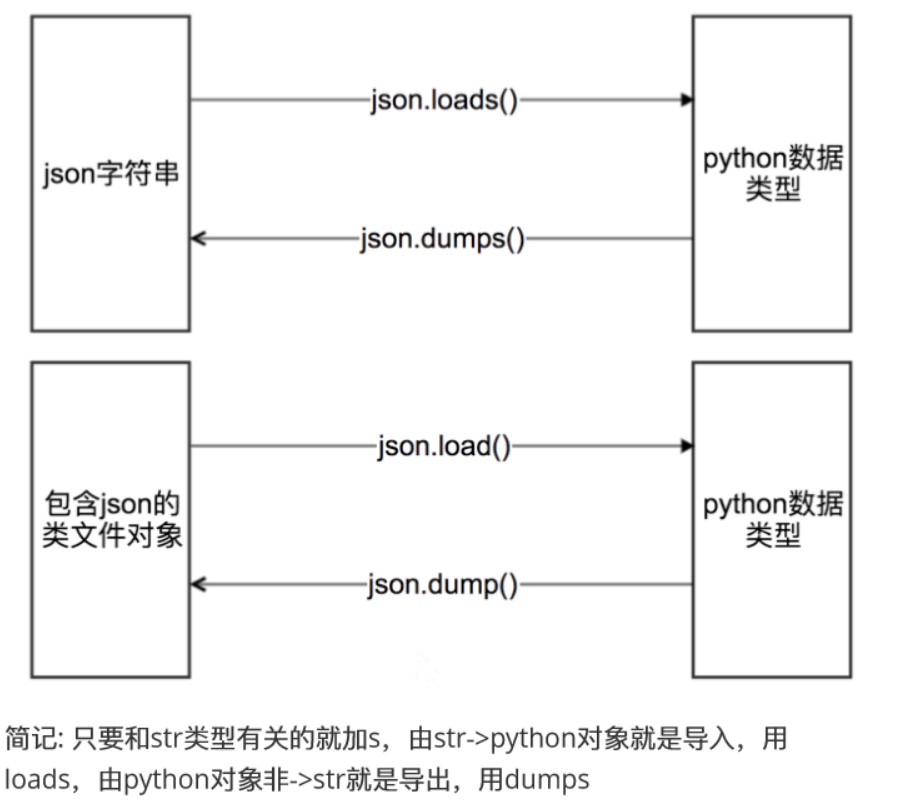 json.loads()
json字符串
python数据
类型
json.dumps()
json.load()
包含json的
类文件对象
python数据
类型
json.dump()
简记: 只要和str类型有关的就加s，由str->python对象就是导入，用
loads，由python对象非->str就是导出，用dumps